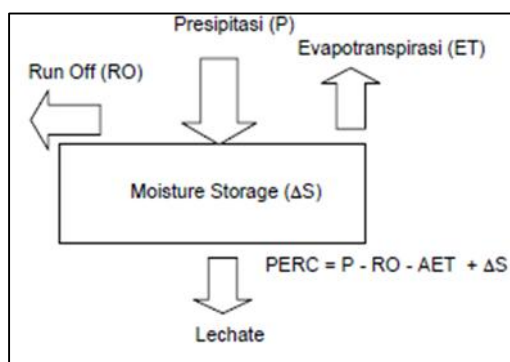 Presipitasi (P)
Evapotranspirasi (ET)
Run Off (RO)
Moisture Storage (ΔS)
PERC = P - RO - AET + ΔS
Lechate